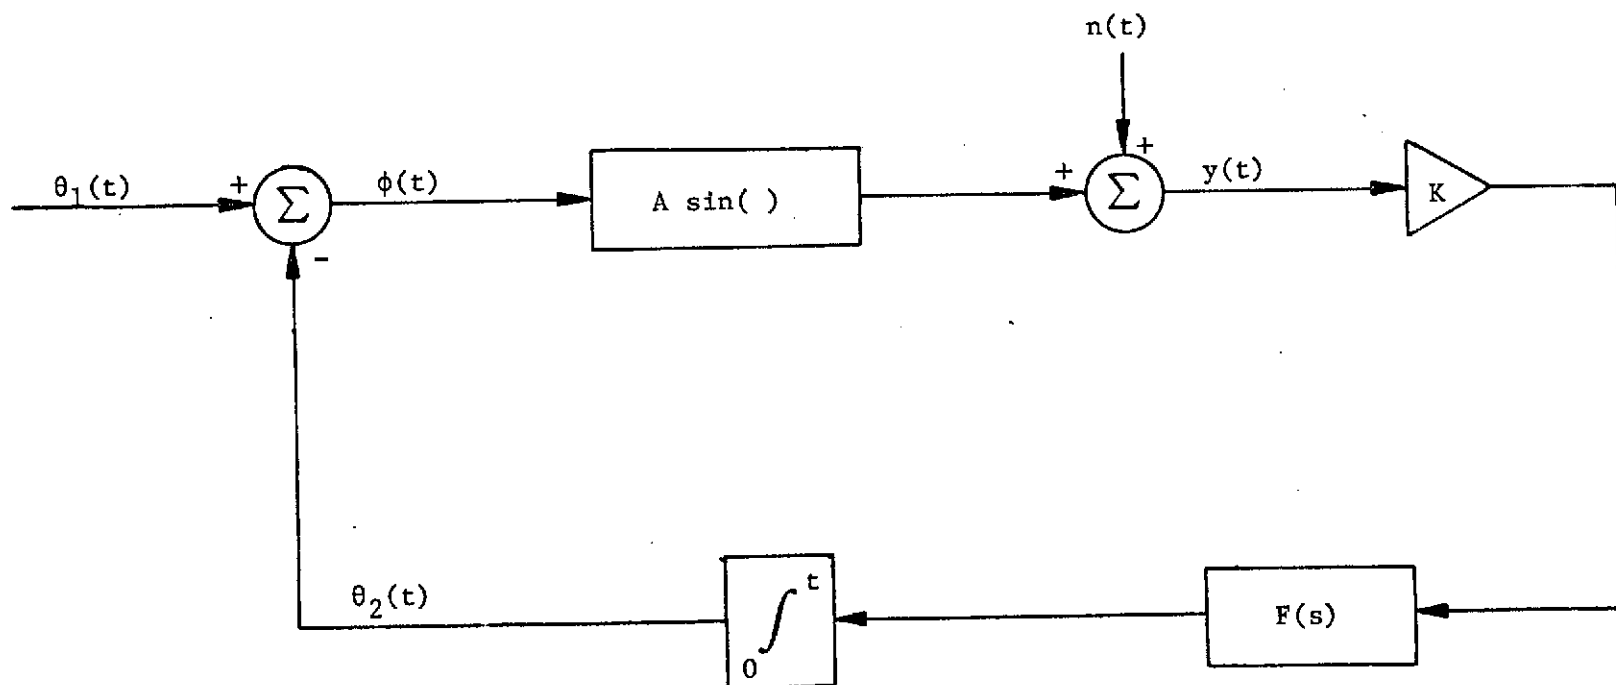 n(t)
θ₁(t)
+
Σ
-
φ(t)
A sin( )
+
+
Σ
y(t)
K
θ₂(t)
∫
t
0
F(s)